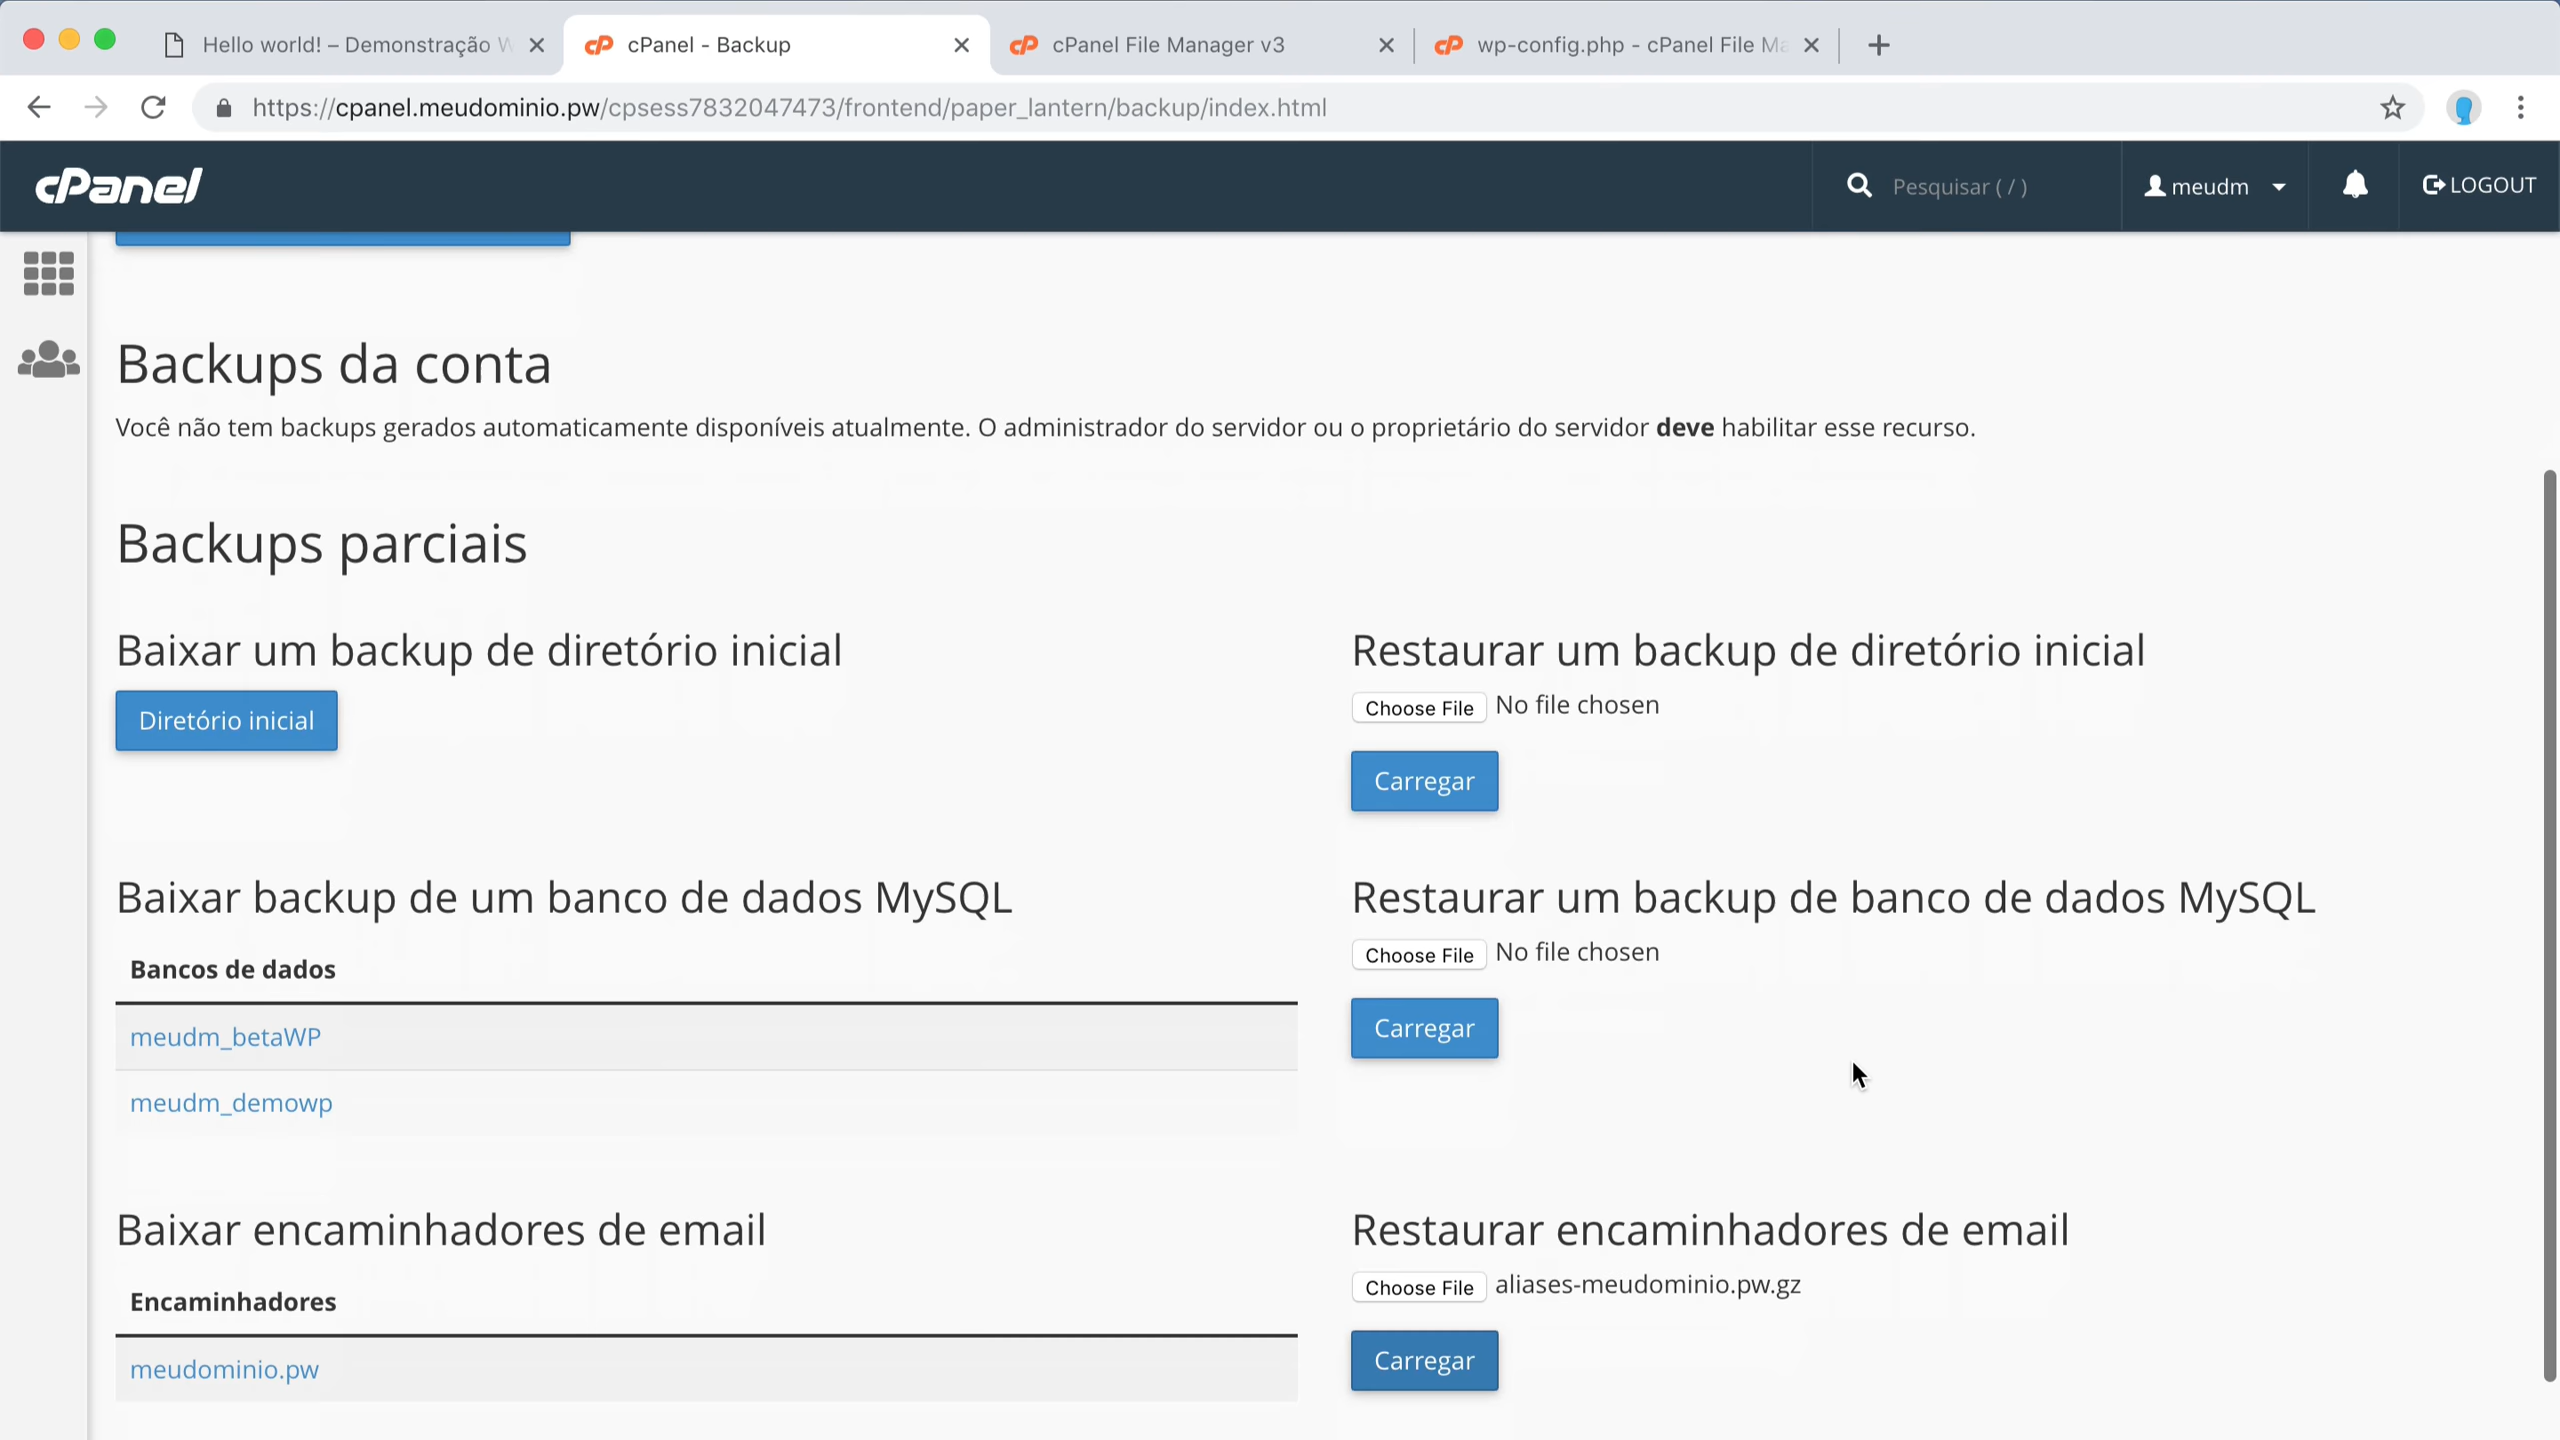 Hello world! – Demonstração W
cPanel - Backup
cPanel File Manager v3
wp-config.php - cPanel File Ma
https://cpanel.meudominio.pw/cpsess7832047473/frontend/paper_lantern/backup/index.html
cPanel
Pesquisar ( / )
meudm
LOGOUT
Backups da conta
Você não tem backups gerados automaticamente disponíveis atualmente. O administrador do servidor ou o proprietário do servidor deve habilitar esse recurso.
Backups parciais
Baixar um backup de diretório inicial
Diretório inicial
Restaurar um backup de diretório inicial
Choose File No file chosen
Carregar
Baixar backup de um banco de dados MySQL
Bancos de dados
meudm_betaWP
meudm_demowp
Restaurar um backup de banco de dados MySQL
Choose File No file chosen
Carregar
Baixar encaminhadores de email
Encaminhadores
meudominio.pw
Restaurar encaminhadores de email
Choose File aliases-meudominio.pw.gz
Carregar